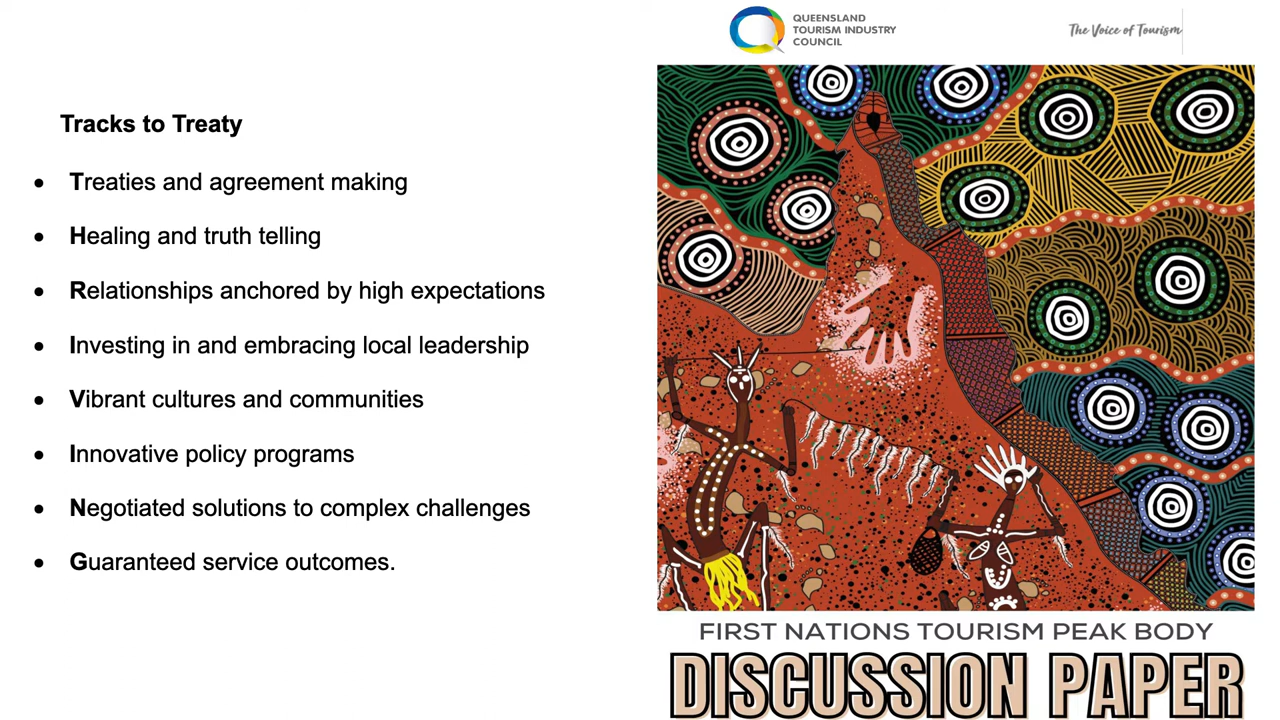 Tracks to Treaty
• Treaties and agreement making
• Healing and truth telling
• Relationships anchored by high expectations
• Investing in and embracing local leadership
• Vibrant cultures and communities
• Innovative policy programs
• Negotiated solutions to complex challenges
• Guaranteed service outcomes.
QUEENSLAND
TOURISM INDUSTRY
COUNCIL
The Voice of Tourism
FIRST NATIONS TOURISM PEAK BODY
DISCUSSION PAPER